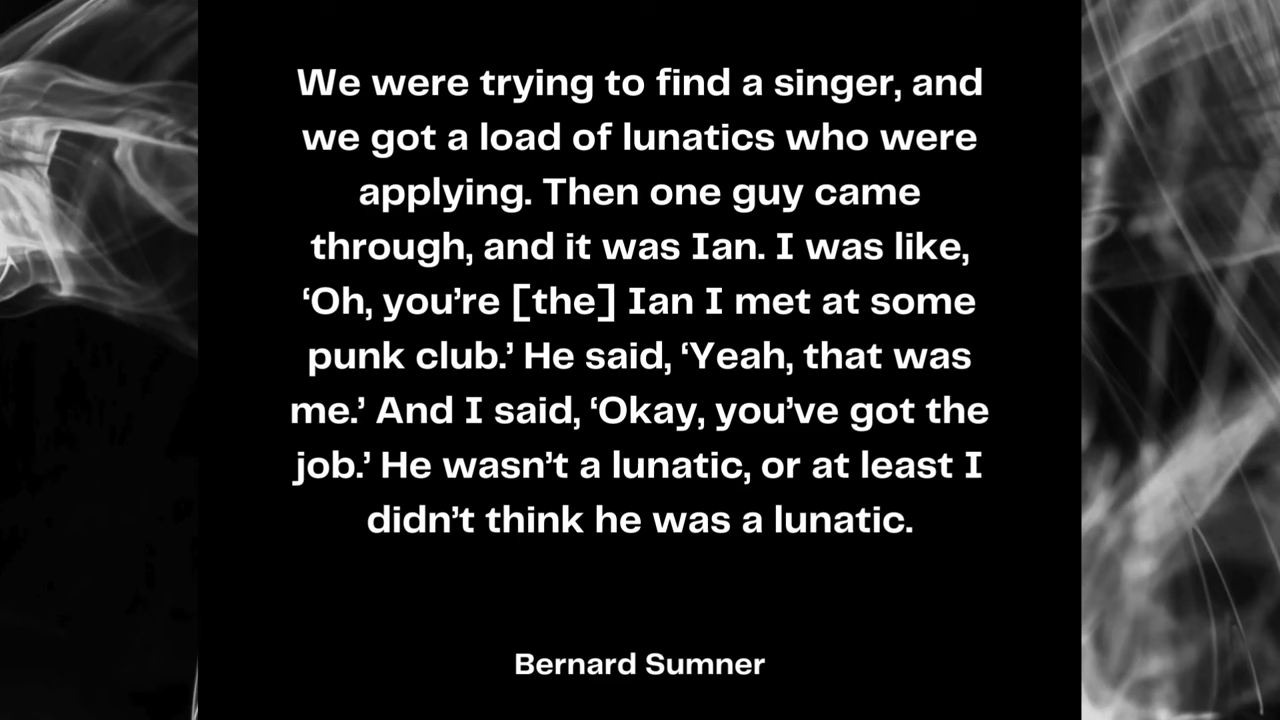 We were trying to find a singer, and
we got a load of lunatics who were
applying. Then one guy came
through, and it was Ian. I was like,
‘Oh, you’re [the] Ian I met at some
punk club.’ He said, ‘Yeah, that was
me.’ And I said, ‘Okay, you’ve got the
job.’ He wasn’t a lunatic, or at least I
didn’t think he was a lunatic.
Bernard Sumner